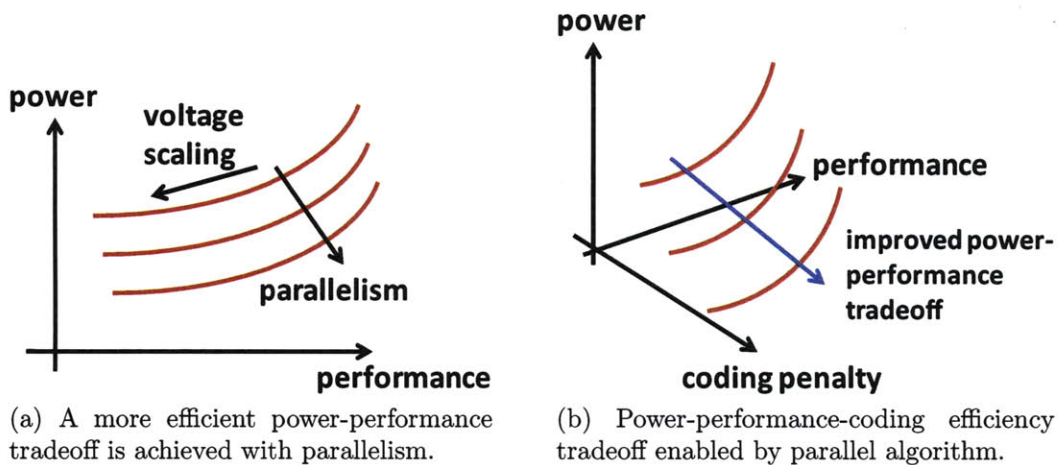 power
voltage
scaling
parallelism
performance
(a) A more efficient power-performance
tradeoff is achieved with parallelism.
power
performance
improved power-
performance
tradeoff
coding penalty
(b) Power-performance-coding efficiency
tradeoff enabled by parallel algorithm.